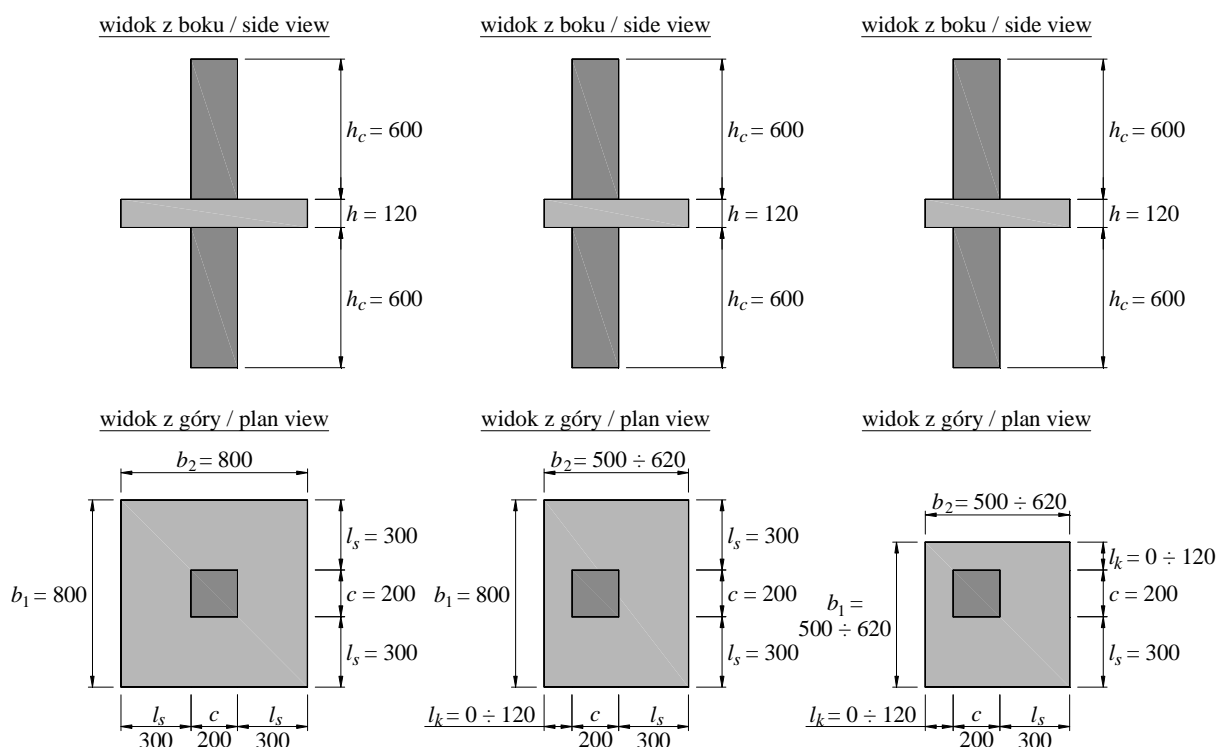 widok z boku / side view
widok z boku / side view
widok z boku / side view
h_c = 600
h = 120
h_c = 600
h_c = 600
h = 120
h_c = 600
h_c = 600
h = 120
h_c = 600
widok z góry / plan view
b_2 = 800
b_1 = 800
l_s = 300
c = 200
l_s = 300
l_s c l_s
300 200 300
widok z góry / plan view
b_2 = 500 ÷ 620
b_1 = 800
l_s = 300
c = 200
l_s = 300
l_k = 0 ÷ 120 c l_s
200 300
widok z góry / plan view
b_2 = 500 ÷ 620
b_1 =
500 ÷ 620
l_k = 0 ÷ 120
c = 200
l_s = 300
l_k = 0 ÷ 120 c l_s
200 300